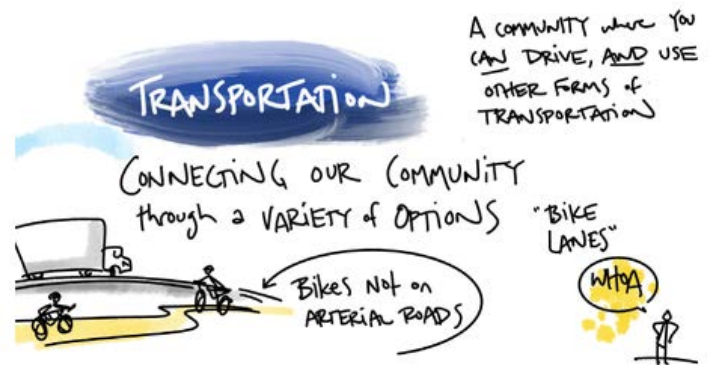 TRANSPORTATION
A COMMUNITY where YOU
CAN DRIVE, AND USE
OTHER FORMS of
TRANSPORTATION
CONNECTING OUR COMMUNITY
through a VARIETY of OPTIONS
"BIKE
LANES"
WHOA
Bikes Not on
ARTERIAL ROADS